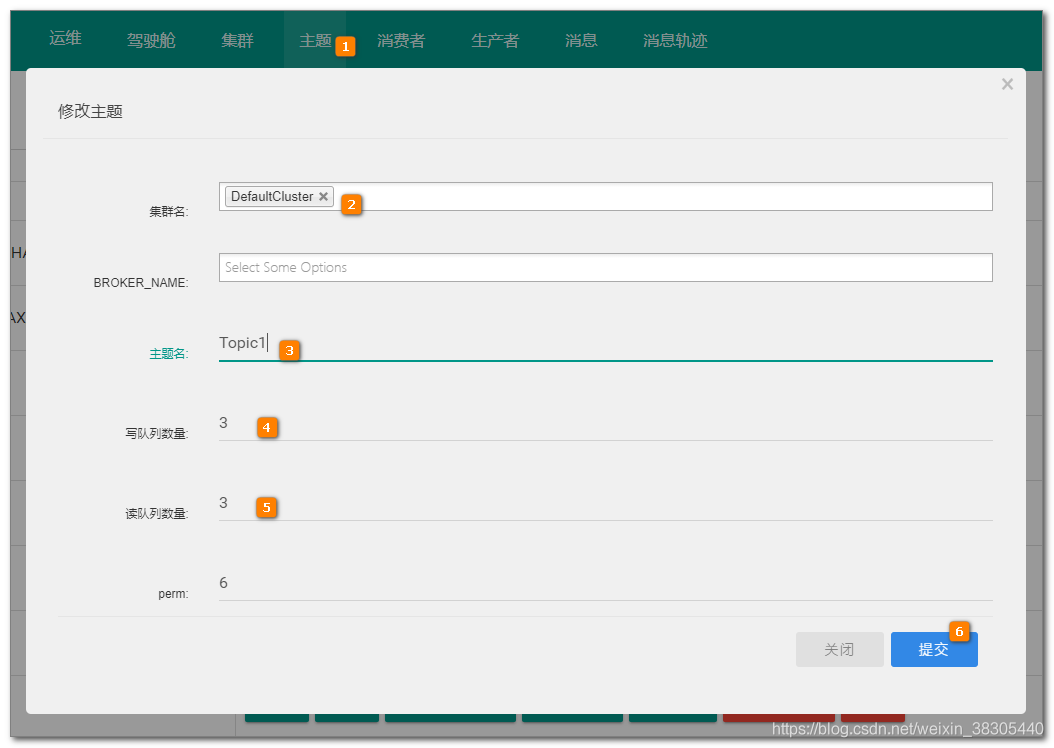 运维 驾驶舱 集群 主题 1 消费者 生产者 消息 消息轨迹
×
修改主题
集群名: DefaultCluster × 2
BROKER_NAME: Select Some Options
主题名: Topic1 3
写队列数量: 3 4
读队列数量: 3 5
perm: 6
关闭 提交 6
https://blog.csdn.net/weixin_38305440